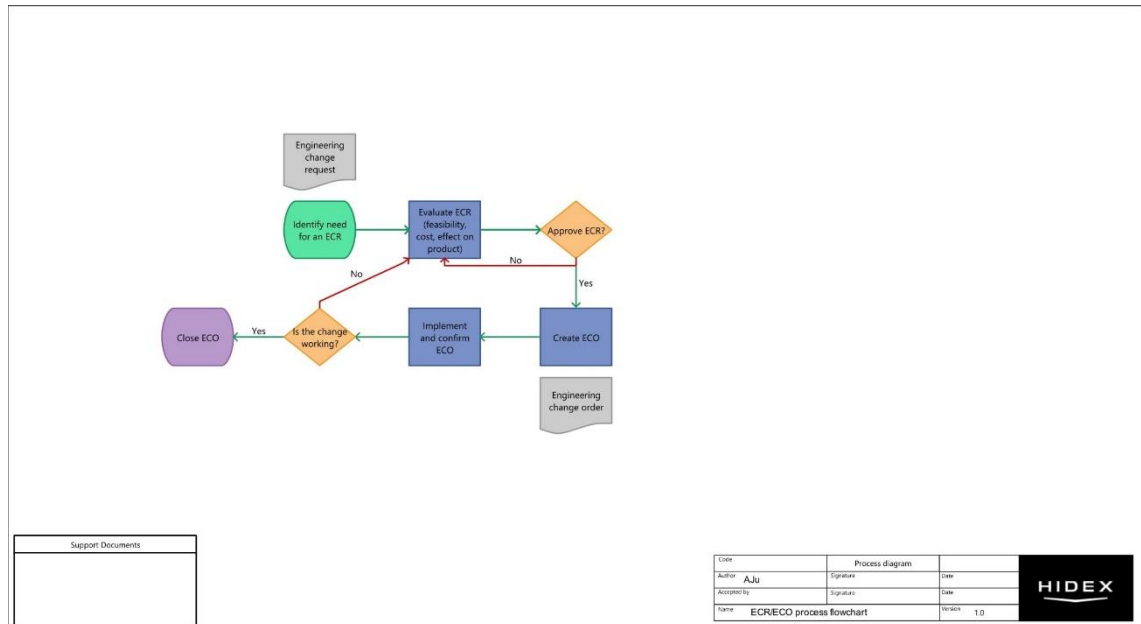 Engineering
change
request
Identify need
for an ECR
Evaluate ECR
(feasibility,
cost, effect on
product)
Approve ECR?
No
No
Yes
Close ECO
Yes
Is the change
working?
Implement
and confirm
ECO
Create ECO
Engineering
change order
Support Documents
Code
Process diagram
Author AJu
Signature
Date
Accepted by
Signature
Date
Name ECR/ECO process flowchart
Version 1.0
HIDEX